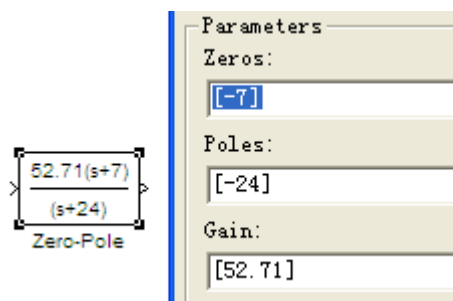 52.71(s+7)
(s+24)
Zero-Pole
Parameters
Zeros:
[-7]
Poles:
[-24]
Gain:
[52.71]